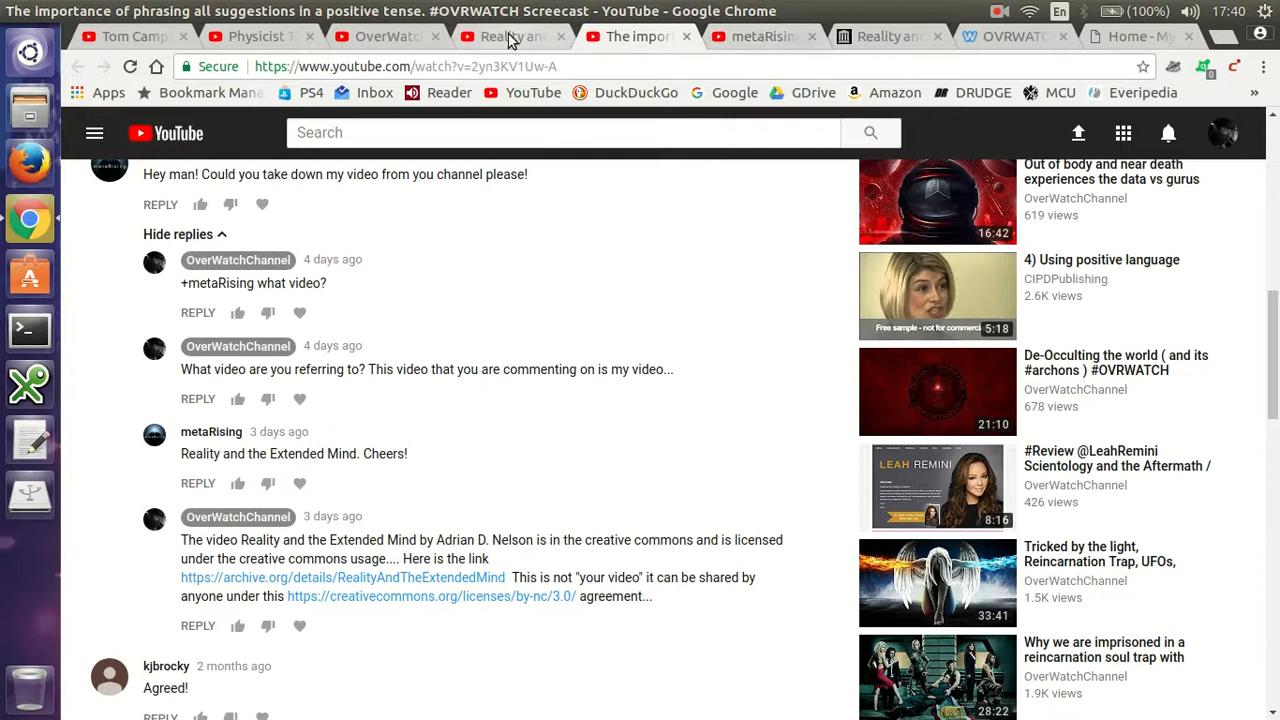 The importance of phrasing all suggestions in a positive tense. #OVRWATCH Screecast - YouTube - Google Chrome
En
(100%)
17:40
Tom Camp
Physicist T
OverWatc
Reality an
The impor
metaRisin
Reality an
OVRWATC
Home - My
Secure
https://www.youtube.com/watch?v=2yn3KV1Uw-A
0
Apps
Bookmark Mana
PS4
Inbox
Reader
YouTube
DuckDuckGo
Google
GDrive
Amazon
DR
DRUDGE
MCU
Everipedia
»
YouTube
Search
Hey man! Could you take down my video from you channel please!
REPLY
Hide replies
OverWatchChannel 4 days ago
+metaRising what video?
REPLY
OverWatchChannel 4 days ago
What video are you referring to? This video that you are commenting on is my video...
REPLY
metaRising 3 days ago
Reality and the Extended Mind. Cheers!
REPLY
OverWatchChannel 3 days ago
The video Reality and the Extended Mind by Adrian D. Nelson is in the creative commons and is licensed
under the creative commons usage.... Here is the link
https://archive.org/details/RealityAndTheExtendedMind This is not "your video" it can be shared by
anyone under this https://creativecommons.org/licenses/by-nc/3.0/ agreement...
REPLY
kjbrocky 2 months ago
Agreed!
REPLY
Out of body and near death
experiences the data vs gurus
OverWatchChannel
619 views
16:42
4) Using positive language
CIPDPublishing
2.6K views
Free sample - not for commerci
5:18
De-Occulting the world ( and its
#archons ) #OVRWATCH
OverWatchChannel
678 views
21:10
#Review @LeahRemini
Scientology and the Aftermath /
OverWatchChannel
426 views
LEAH REMINI
8:16
Tricked by the light,
Reincarnation Trap, UFOs,
OverWatchChannel
1.5K views
33:41
Why we are imprisoned in a
reincarnation soul trap with
OverWatchChannel
1.9K views
28:22